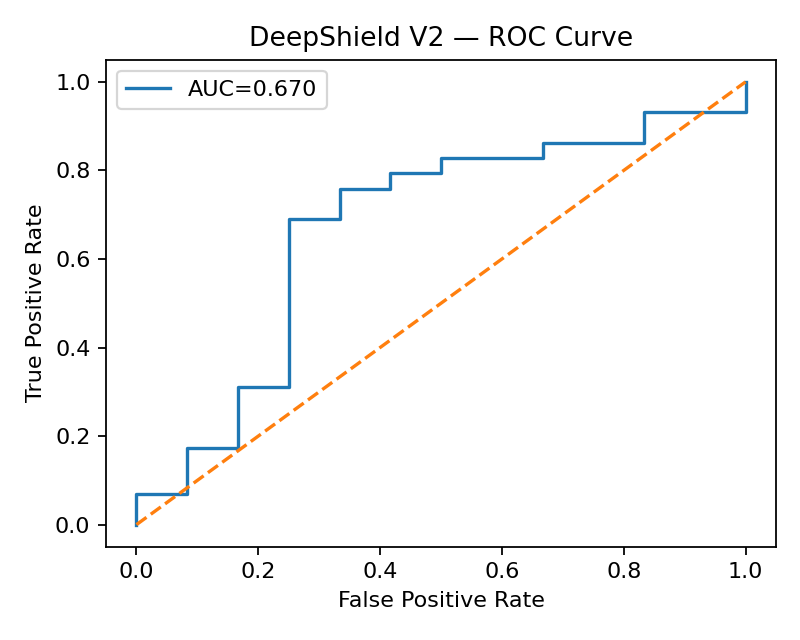 DeepShield V2 — ROC Curve
AUC=0.670
True Positive Rate
1.0
0.8
0.6
0.4
0.2
0.0
0.0 0.2 0.4 0.6 0.8 1.0
False Positive Rate